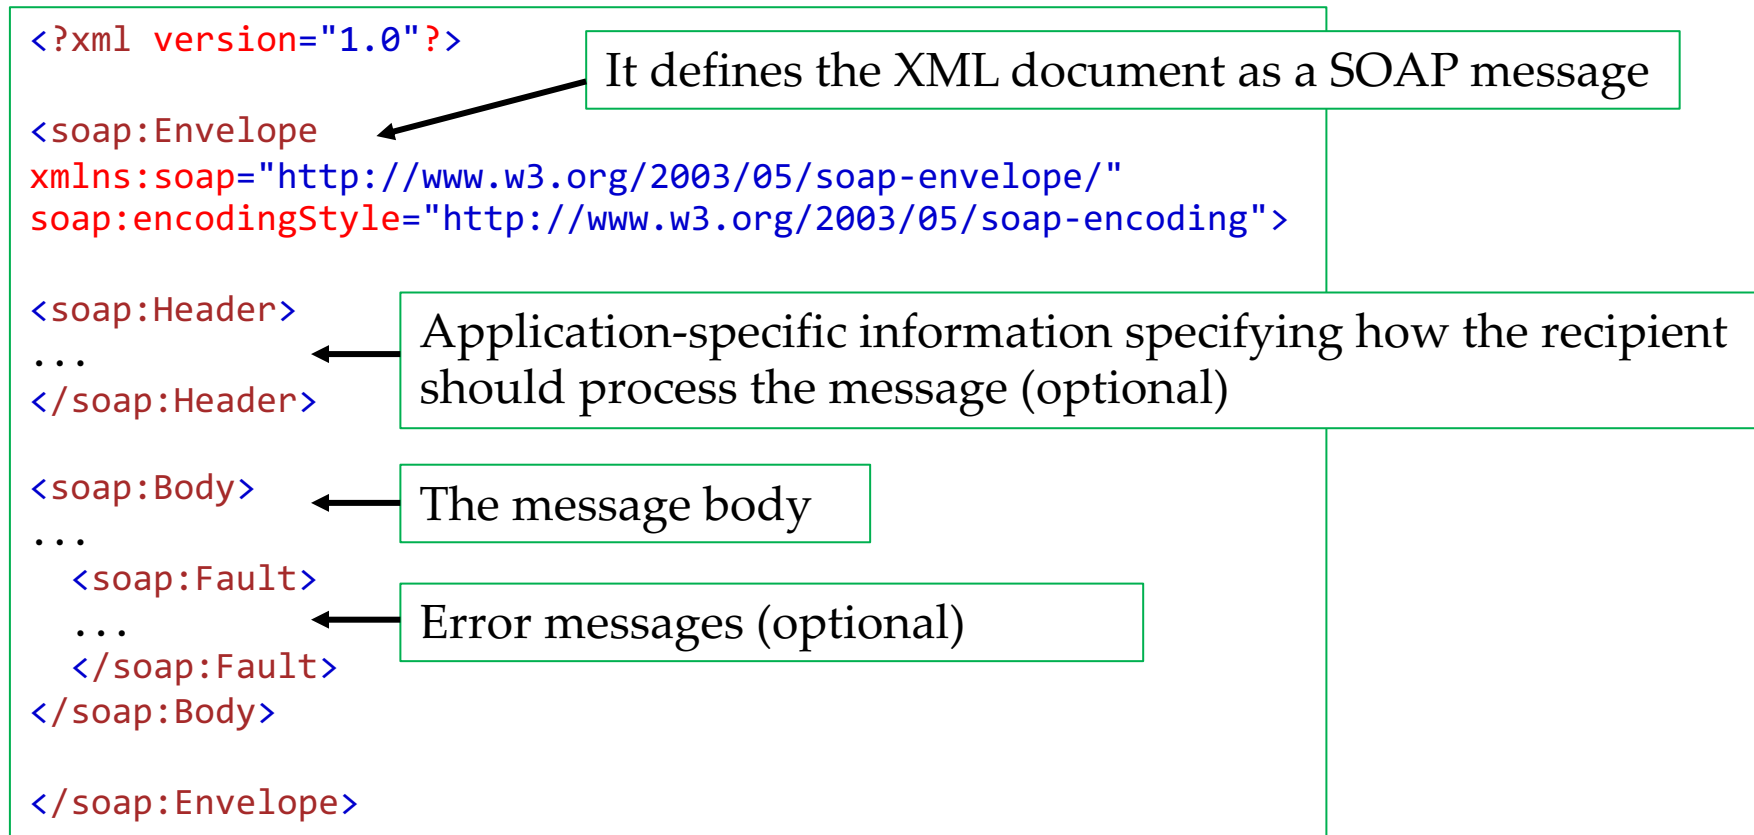 <?xml version="1.0"?>
It defines the XML document as a SOAP message
<soap:Envelope
xmlns:soap="http://www.w3.org/2003/05/soap-envelope/"
soap:encodingStyle="http://www.w3.org/2003/05/soap-encoding">
<soap:Header>
...
</soap:Header>
Application-specific information specifying how the recipient
should process the message (optional)
<soap:Body>
The message body
...
<soap:Fault>
...
Error messages (optional)
</soap:Fault>
</soap:Body>
</soap:Envelope>